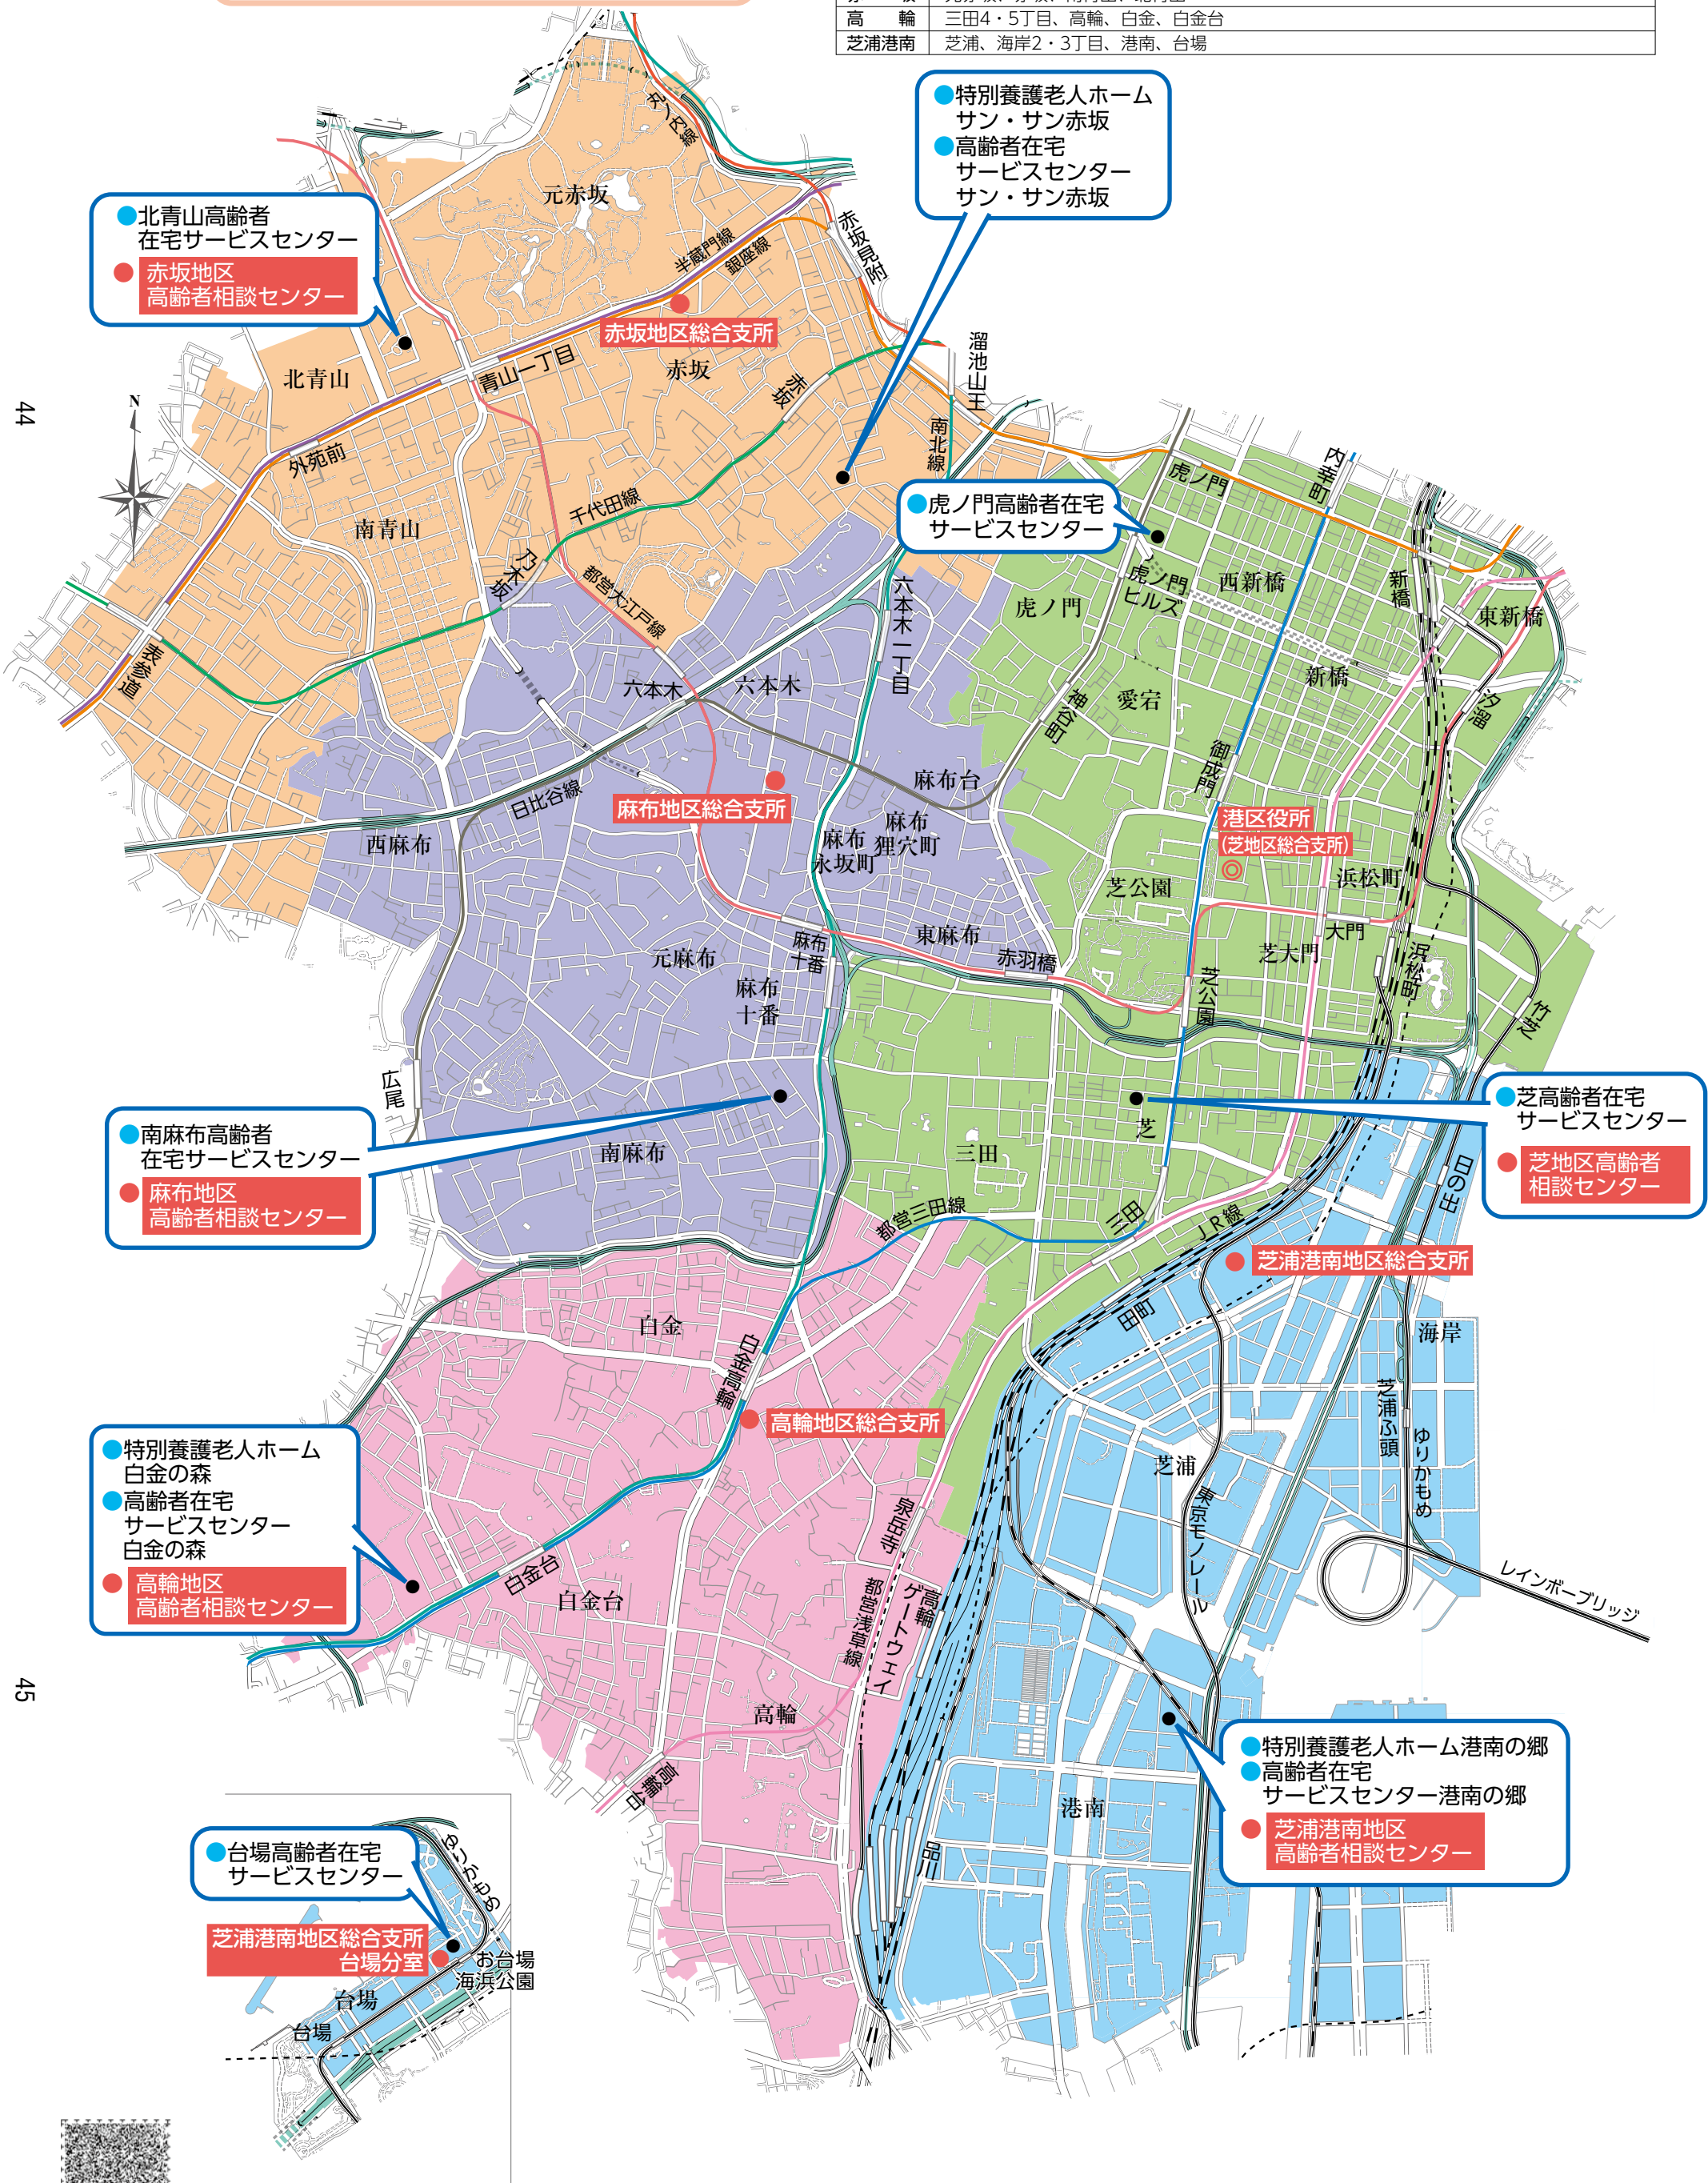 高輪 三田4・5丁目、高輪、白金、白金台
芝浦港南 芝浦、海岸2・3丁目、港南、台場
●特別養護老人ホーム
サン・サン赤坂
●高齢者在宅
サービスセンター
サン・サン赤坂
丸ノ内線
元赤坂
●北青山高齢者
在宅サービスセンター
●赤坂地区
高齢者相談センター
赤坂見附
半蔵門線
銀座線
赤坂地区総合支所
溜池山王
北青山
青山一丁目
赤坂
赤坂
44
N
外苑前
南北線
内幸町
虎ノ門
●虎ノ門高齢者在宅
サービスセンター
千代田線
南青山
乃木坂
都営大江戸線
六本木一丁目
虎ノ門
虎ノ門
ヒルズ
西新橋
新橋
東新橋
表参道
六本木
六本木
新橋
愛宕
神谷町
汐溜
御成門
麻布台
日比谷線
麻布地区総合支所
港区役所
(芝地区総合支所)
◎
西麻布
麻布
永坂町
麻布
狸穴町
芝公園
浜松町
大門
東麻布
麻布
十番
赤羽橋
芝大門
浜松町
元麻布
麻布
十番
芝公園
竹芝
広尾
●南麻布高齢者
在宅サービスセンター
●麻布地区
高齢者相談センター
●芝高齢者在宅
サービスセンター
●芝地区高齢者
相談センター
芝
南麻布
三田
日の出
都営三田線
三田
JR線
芝浦港南地区総合支所
田町
海岸
白金
白金高輪
芝浦ふ頭
ゆりかもめ
高輪地区総合支所
●特別養護老人ホーム
白金の森
●高齢者在宅
サービスセンター
白金の森
●高輪地区
高齢者相談センター
芝浦
東京モノレール
泉岳寺
レインボーブリッジ
白金台
白金台
都営浅草線
高輪
ゲートウェイ
45
高輪
高輪台
●特別養護老人ホーム港南の郷
●高齢者在宅
サービスセンター港南の郷
●芝浦港南地区
高齢者相談センター
港南
品川
●台場高齢者在宅
サービスセンター
ゆりかもめ
芝浦港南地区総合支所
台場分室
お台場
海浜公園
台場
台場